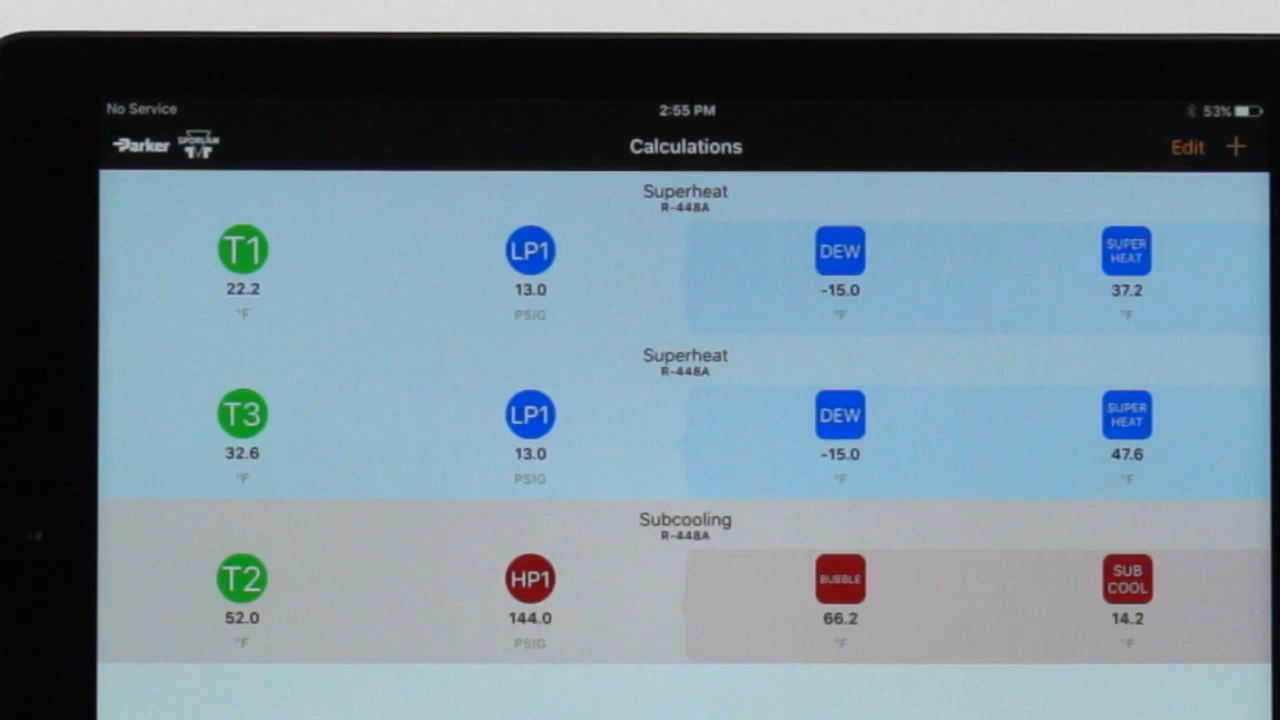 No Service 2:55 PM 53%
Parker SPORLAN Calculations Edit +
Superheat
R-448A
T1 LP1 DEW SUPER HEAT
22.2 13.0 -15.0 37.2
°F PSIG °F °F
Superheat
R-448A
T3 LP1 DEW SUPER HEAT
32.6 13.0 -15.0 47.6
°F PSIG °F °F
Subcooling
R-448A
T2 HP1 BUBBLE SUB COOL
52.0 144.0 66.2 14.2
°F PSIG °F °F